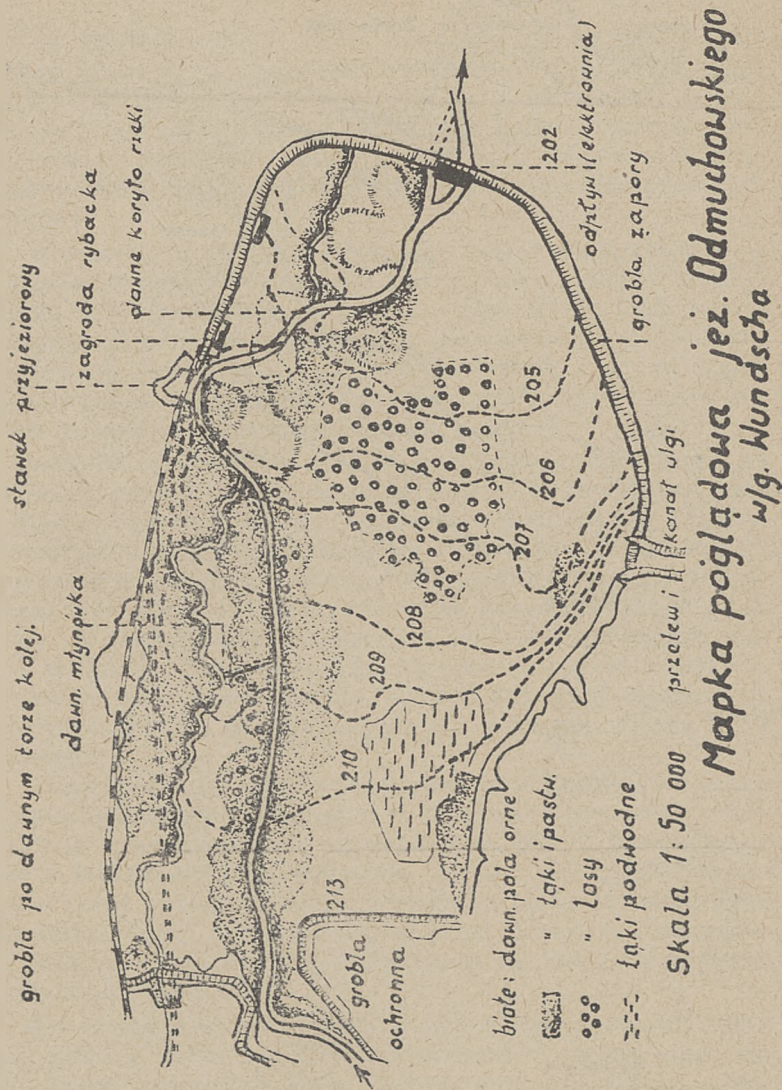 grobla po dawnym torze kolej.
stawek przyjeziorowy
dawn. młynówka
zagroda rybacka
dawne koryto rzeki
202
odpływ i (elektrownia)
grobla zapory
205
206
207
208
209
210
213
grobla
ochronna
przelew i kanał ulgi
białe: dawn. pola orne
" łąki i pastw.
" lasy
łąki podwodne
Skala 1:50 000
Mapka poglądowa jez. Odmuchowskiego
w/g. Wundscha